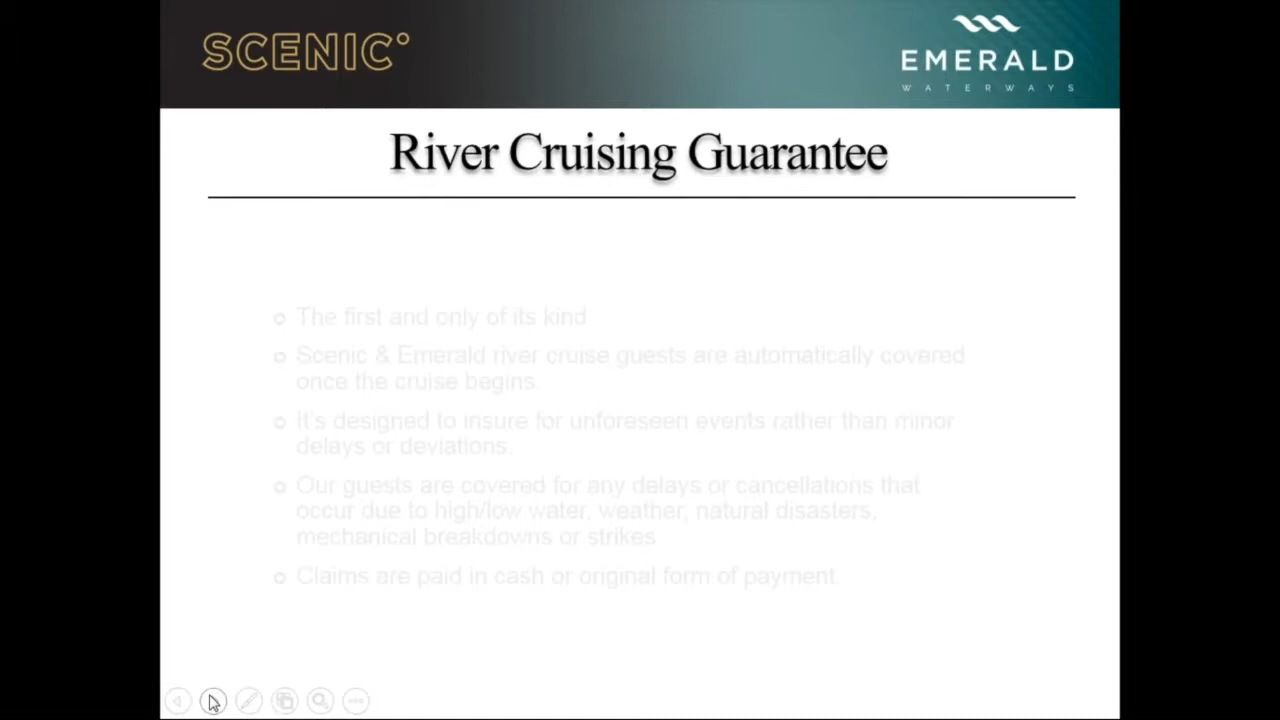 SCENIC°
EMERALD
WATERWAYS
River Cruising Guarantee
The first and only of its kind
Scenic & Emerald river cruise guests are automatically covered
once the cruise begins.
It's designed to insure for unforeseen events rather than minor
delays or deviations.
Our guests are covered for any delays or cancellations that
occur due to high/low water, weather, natural disasters,
mechanical breakdowns or strikes
Claims are paid in cash or original form of payment.